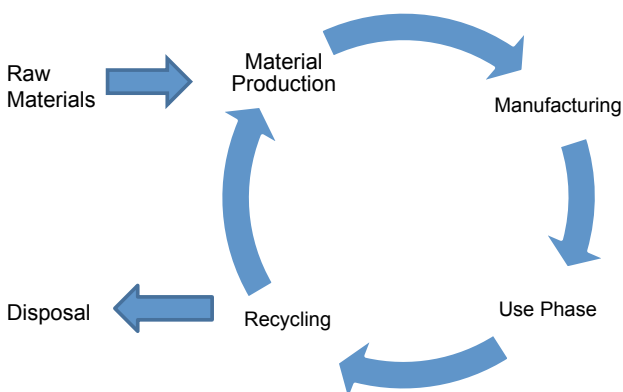 Raw
Materials
Material
Production
Manufacturing
Use Phase
Recycling
Disposal